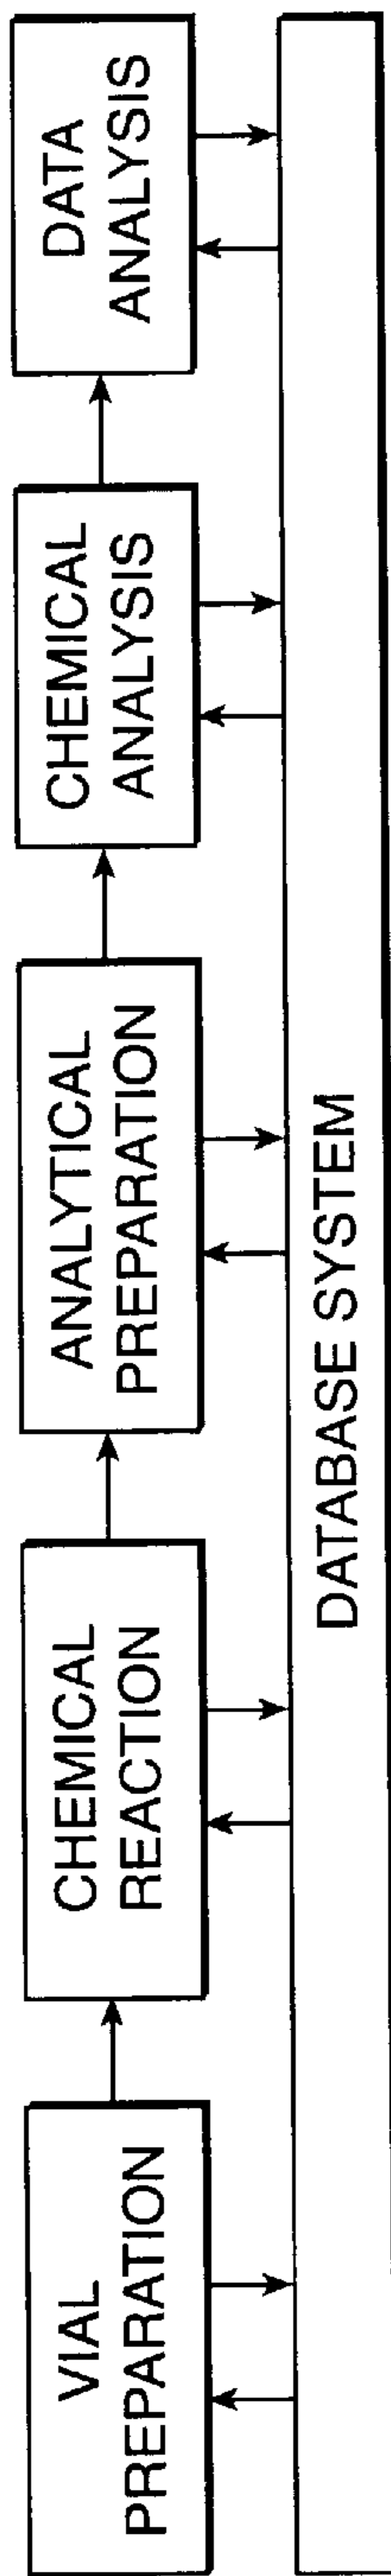 VIAL
PREPARATION
CHEMICAL
REACTION
ANALYTICAL
PREPARATION
CHEMICAL
ANALYSIS
DATA
ANALYSIS
DATABASE SYSTEM